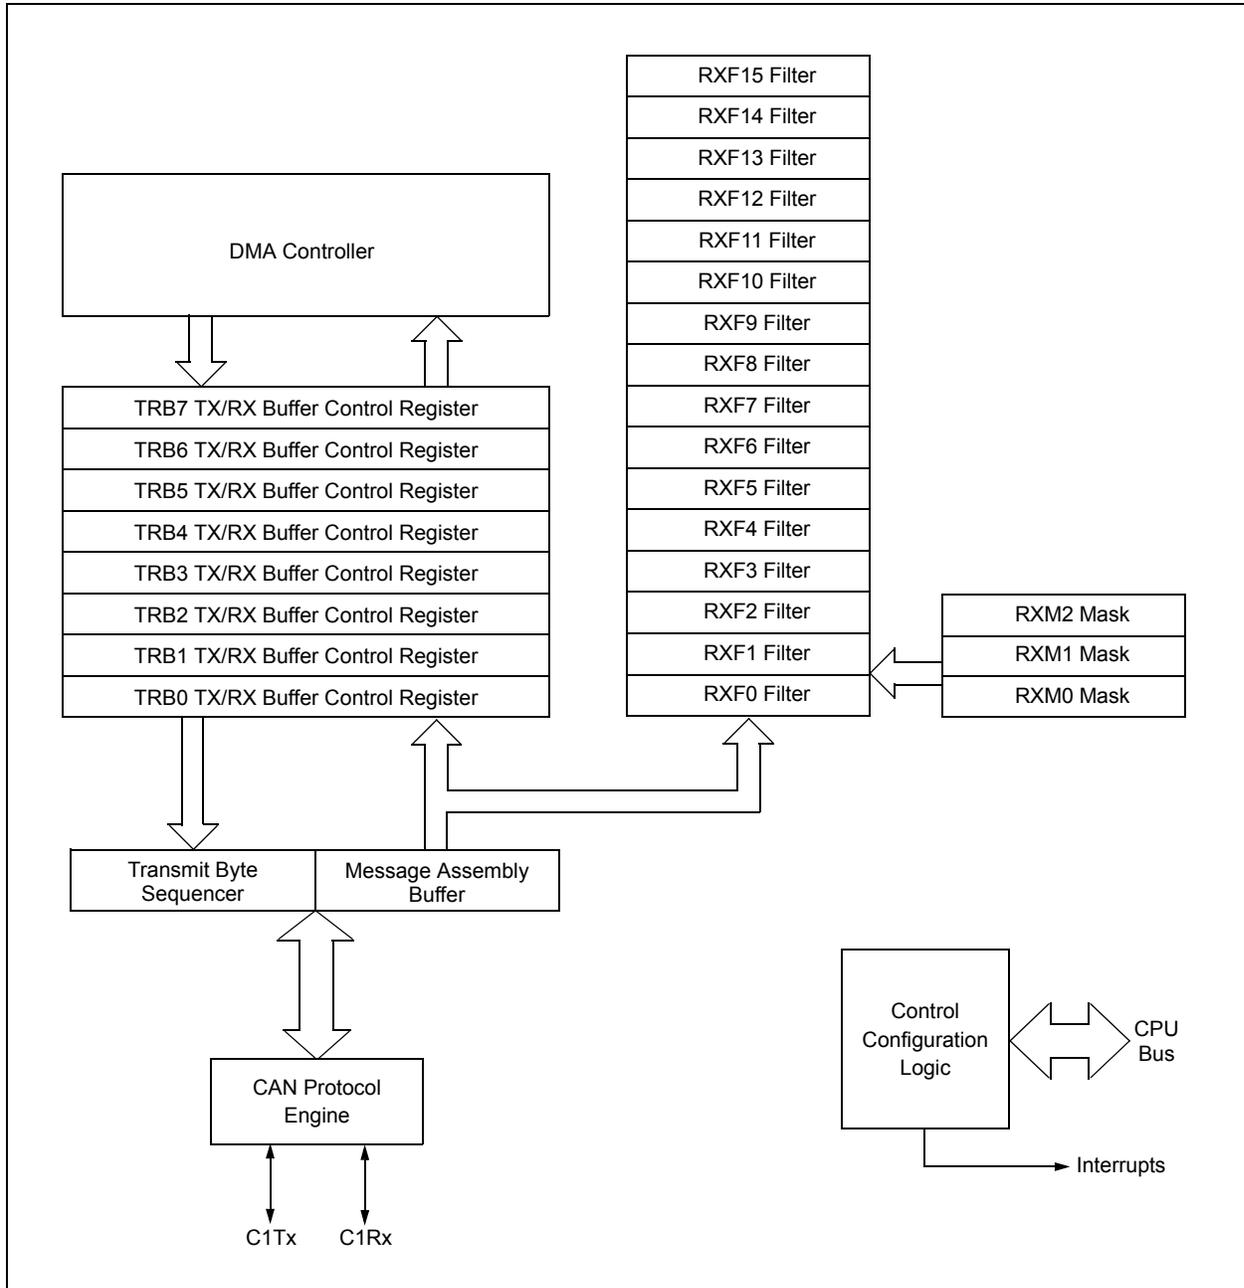 RXF15 Filter
RXF14 Filter
RXF13 Filter
RXF12 Filter
RXF11 Filter
RXF10 Filter
RXF9 Filter
RXF8 Filter
RXF7 Filter
RXF6 Filter
RXF5 Filter
RXF4 Filter
RXF3 Filter
RXF2 Filter
RXF1 Filter
RXF0 Filter
DMA Controller
TRB7 TX/RX Buffer Control Register
TRB6 TX/RX Buffer Control Register
TRB5 TX/RX Buffer Control Register
TRB4 TX/RX Buffer Control Register
TRB3 TX/RX Buffer Control Register
TRB2 TX/RX Buffer Control Register
TRB1 TX/RX Buffer Control Register
TRB0 TX/RX Buffer Control Register
RXM2 Mask
RXM1 Mask
RXM0 Mask
Transmit Byte
Sequencer
Message Assembly
Buffer
CAN Protocol
Engine
C1Tx
C1Rx
Control
Configuration
Logic
CPU
Bus
Interrupts